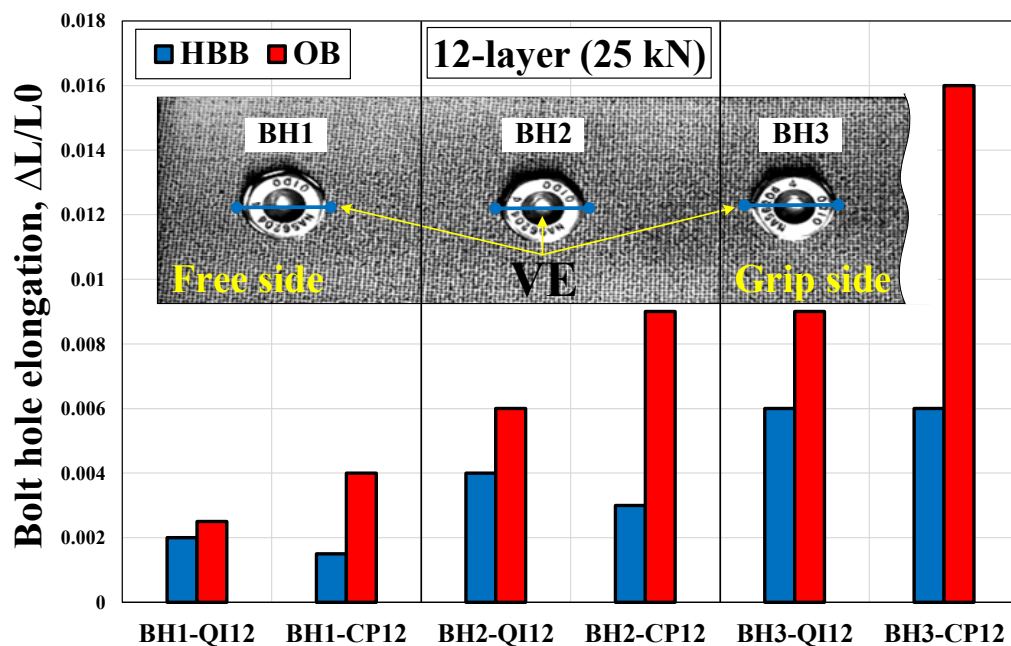 Bolt hole elongation, ΔL/L0
0.018
0.016
0.014
0.012
0.01
0.008
0.006
0.004
0.002
0
HBB OB
12-layer (25 kN)
BH1 BH2 BH3
Free side VE Grip side
BH1-QI12 BH1-CP12 BH2-QI12 BH2-CP12 BH3-QI12 BH3-CP12